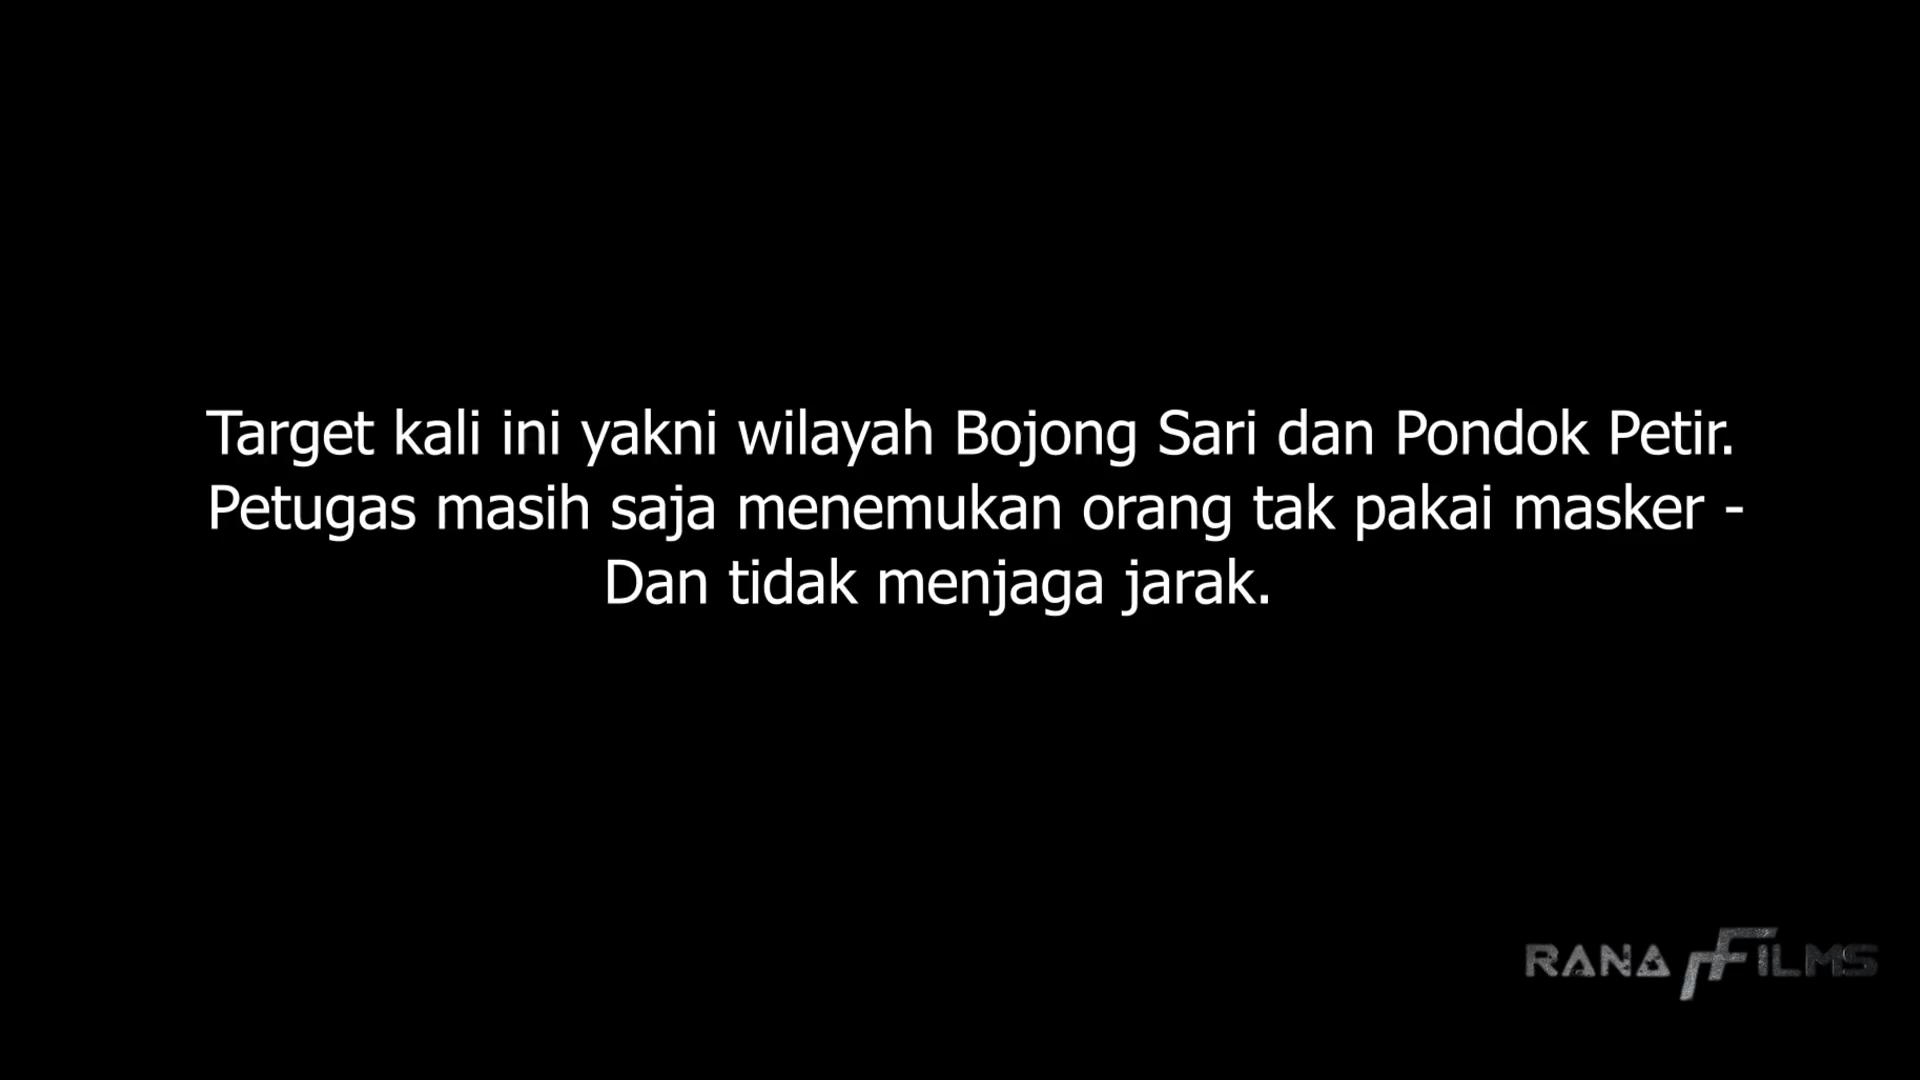 Target kali ini yakni wilayah Bojong Sari dan Pondok Petir.
Petugas masih saja menemukan orang tak pakai masker -
Dan tidak menjaga jarak.
RANA FILMS